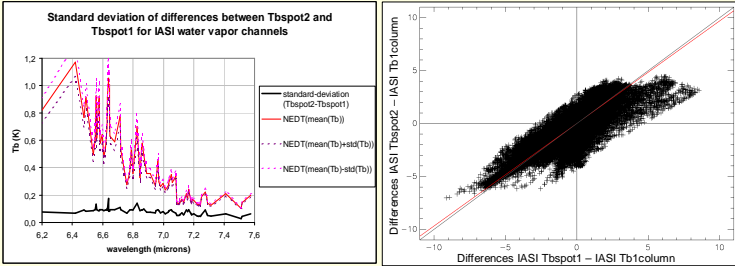 Standard deviation of differences between Tbspot2 and
Tbspot1 for IASI water vapor channels
Tb (K)
1,2
1,0
0,8
0,6
0,4
0,2
0,0
6,2 6,4 6,6 6,8 7,0 7,2 7,4 7,6
wavelength (microns)
standard-deviation
(Tbspot2-Tbspot1)
NEDT(mean(Tb))
NEDT(mean(Tb)+std(Tb))
NEDT(mean(Tb)-std(Tb))
Differences IASI Tbspot2 – IASI Tb1column
10
5
0
−5
−10
−10 −5 0 5 10
Differences IASI Tbspot1 – IASI Tb1column